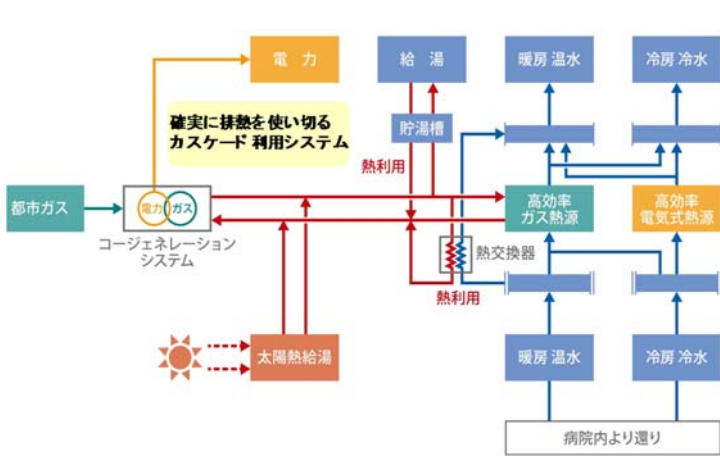 電 力
給 湯
暖房 温水
冷房 冷水
確実に排熱を使い切る
カスケード 利用システム
貯湯槽
熱利用
都市ガス
電力 ガス
高効率
ガス熱源
高効率
電気式熱源
コージェネレーション
システム
熱交換器
熱利用
太陽熱給湯
暖房 温水
冷房 冷水
病院内より還り